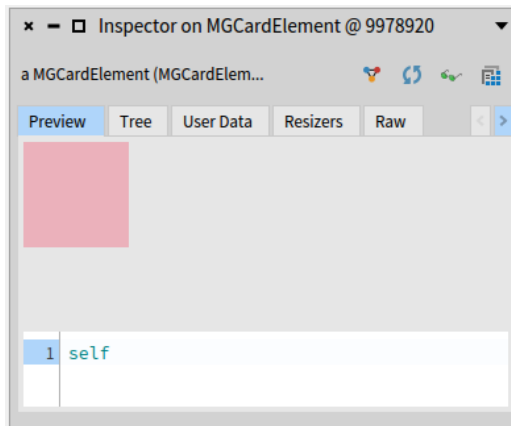 Inspector on MGCardElement @ 9978920
a MGCardElement (MGCardElem...
Preview Tree User Data Resizers Raw
1 self